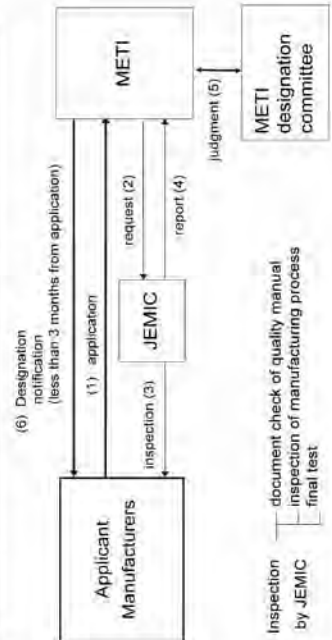 (6) Designation
notification
(less than 3 months from application)
(1) application
Applicant
Manufacturers
inspection (3)
JEMIC
request (2)
report (4)
METI
judgment (5)
METI
designation
committee
Inspection
by JEMIC
document check of quality manual
inspection of manufacturing process
final test